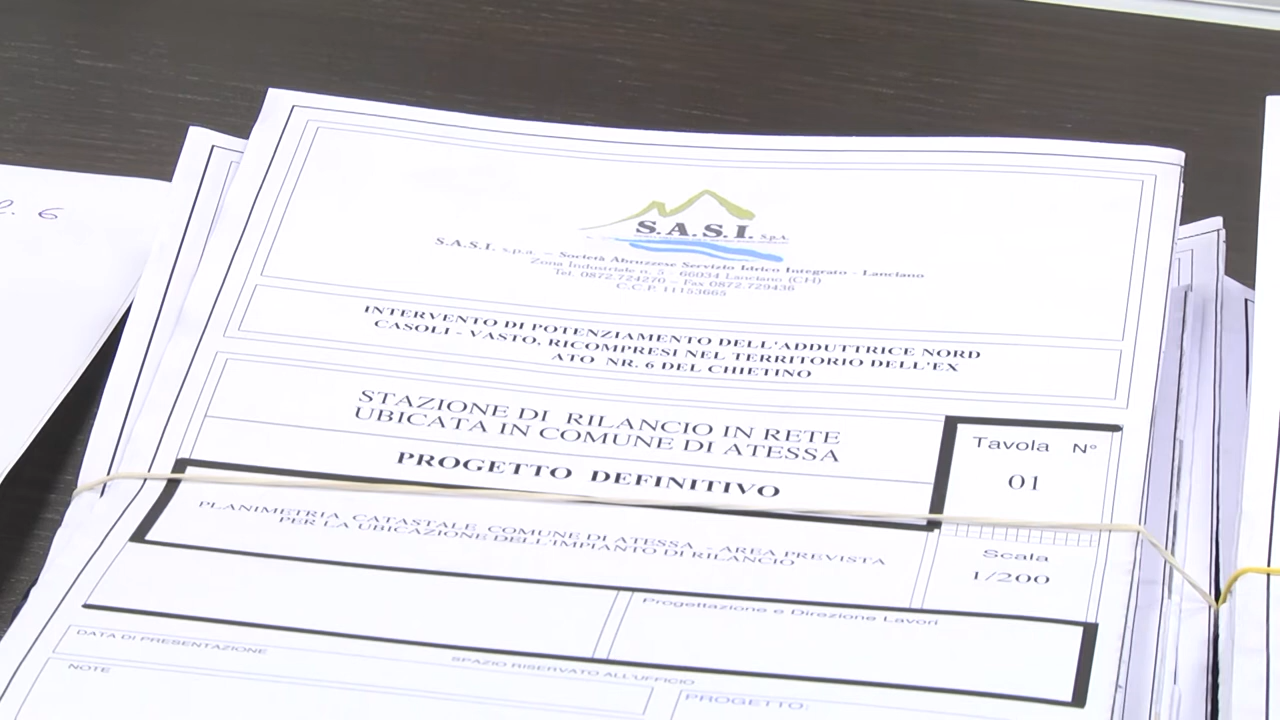 S.A.S.I. S.p.A.
S.A.S.I. s.p.a. – Società Abruzzese Servizio Idrico Integrato - Lanciano
Zona Industriale n. 5 - 66034 Lanciano (CH)
Tel. 0872.724270 – Fax 0872.729436
C.C.P. 11153665
INTERVENTO DI POTENZIAMENTO DELL'ADDUTTRICE NORD
CASOLI - VASTO, RICOMPRESI NEL TERRITORIO DELL'EX
ATO NR. 6 DEL CHIETINO
STAZIONE DI RILANCIO IN RETE
UBICATA IN COMUNE DI ATESSA
PROGETTO DEFINITIVO
Tavola N°
01
PLANIMETRIA CATASTALE COMUNE DI ATESSA - AREA PREVISTA
PER LA UBICAZIONE DELL'IMPIANTO DI RILANCIO
Scala
1/200
Progettazione e Direzione Lavori
DATA DI PRESENTAZIONE
SPAZIO RISERVATO ALL'UFFICIO
NOTE
PROGETTO:
6